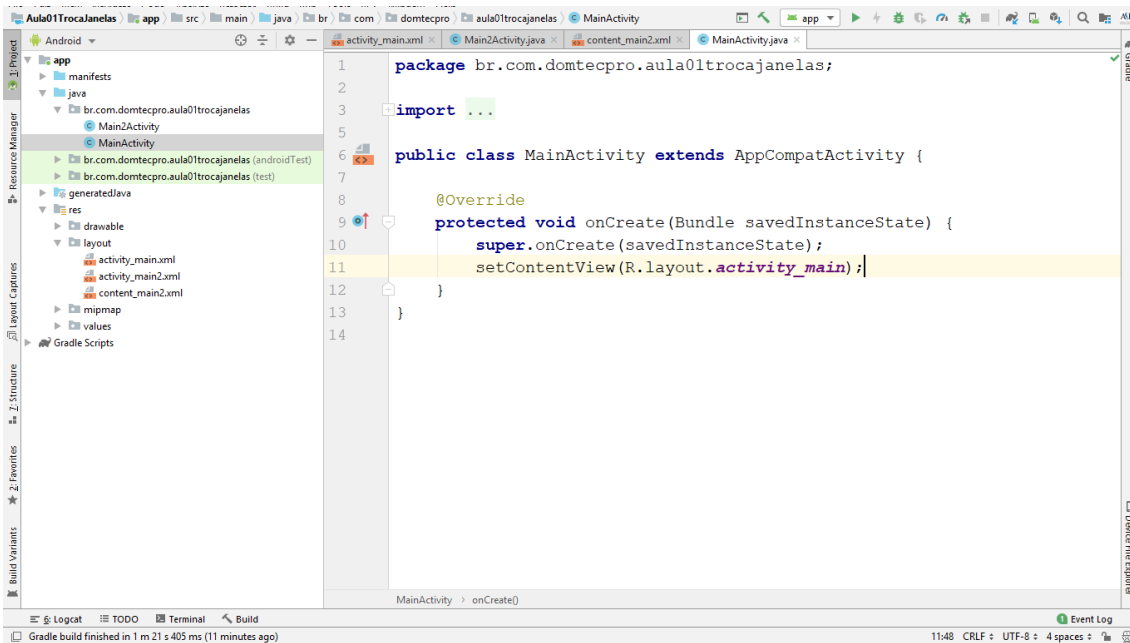 Aula01TrocaJanelas app src main java br com domtecpro aula01trocajanelas MainActivity app
Android
activity_main.xml Main2Activity.java content_main2.xml MainActivity.java
1: Project
Resource Manager
Layout Captures
Z: Structure
2: Favorites
Build Variants
app
manifests
java
br.com.domtecpro.aula01trocajanelas
Main2Activity
MainActivity
br.com.domtecpro.aula01trocajanelas (androidTest)
br.com.domtecpro.aula01trocajanelas (test)
generatedJava
res
drawable
layout
activity_main.xml
activity_main2.xml
content_main2.xml
mipmap
values
Gradle Scripts
1 package br.com.domtecpro.aula01trocajanelas;
2
3 import ...
5
6 public class MainActivity extends AppCompatActivity {
7
8 @Override
9 protected void onCreate(Bundle savedInstanceState) {
10 super.onCreate(savedInstanceState);
11 setContentView(R.layout.activity_main);
12 }
13 }
14
Gradle
Device File Explorer
MainActivity onCreate()
6: Logcat TODO Terminal Build 1 Event Log
Gradle build finished in 1 m 21 s 405 ms (11 minutes ago) 11:48 CRLF UTF-8 4 spaces